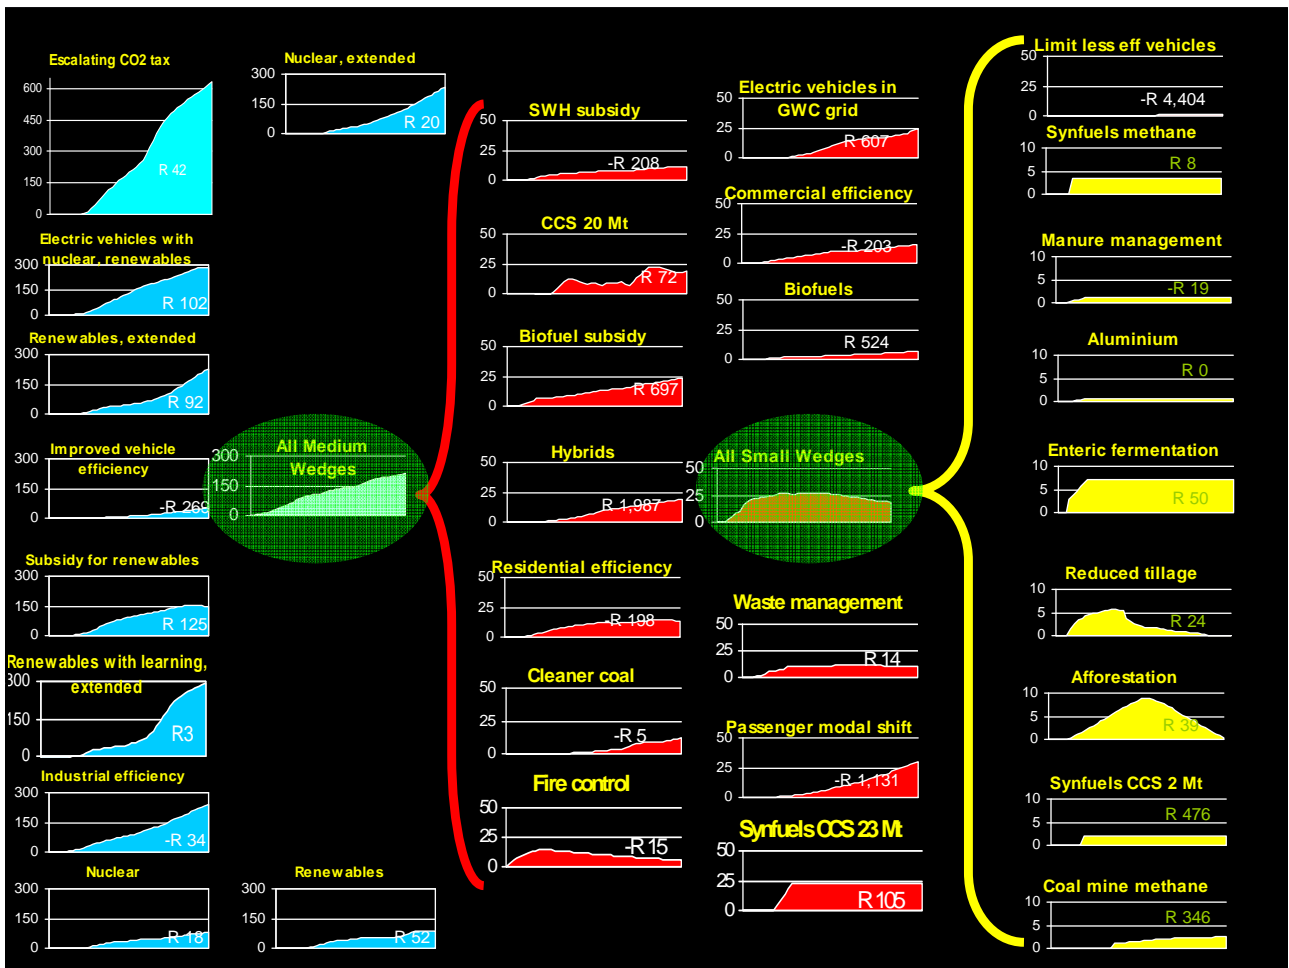 Escalating CO2 tax
600
450
300
150
0
R 42
Nuclear, extended
300
150
0
R 20
Electric vehicles with
nuclear, renewables
300
150
0
R 102
Renewables, extended
300
150
0
R 92
Improved vehicle
efficiency
300
150
0
-R 269
Subsidy for renewables
300
150
0
R 125
Renewables with learning,
extended
300
150
0
R3
Industrial efficiency
300
150
0
-R 34
Nuclear
300
150
0
R 18
Renewables
300
150
0
R 52
All Medium
Wedges
300
150
0
SWH subsidy
50
25
0
-R 208
CCS 20 Mt
50
25
0
R 72
Biofuel subsidy
50
25
0
R 697
Hybrids
50
25
0
R 1,987
Residential efficiency
50
25
0
-R 198
Cleaner coal
50
25
0
-R 5
Fire control
50
25
0
-R 15
Electric vehicles in
GWC grid
50
25
0
R 607
Commercial efficiency
50
25
0
-R 203
Biofuels
50
25
0
R 524
All Small Wedges
50
25
0
Waste management
50
25
0
R 14
Passenger modal shift
50
25
0
-R 1,131
Synfuels CCS 23 Mt
50
25
0
R 105
Limit less eff vehicles
50
25
0
-R 4,404
Synfuels methane
10
5
0
R 8
Manure management
10
5
0
-R 19
Aluminium
10
5
0
R 0
Enteric fermentation
10
5
0
R 50
Reduced tillage
10
5
0
R 24
Afforestation
10
5
0
R 39
Synfuels CCS 2 Mt
10
5
0
R 476
Coal mine methane
10
5
0
R 346